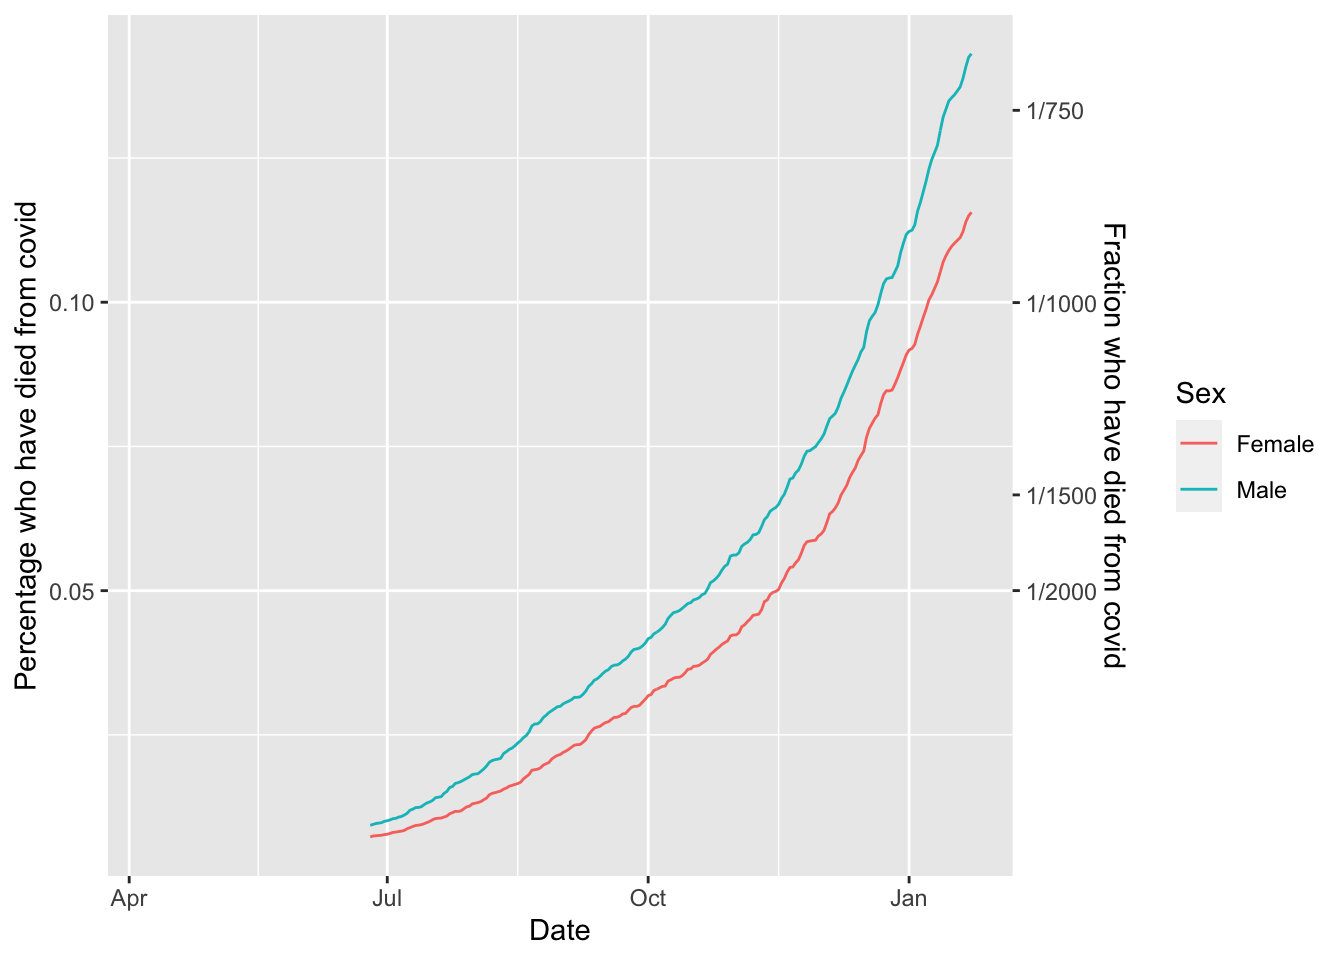 Percentage who have died from covid
0.10
0.05
Apr
Jul
Oct
Jan
Date
1/750
1/1000
1/1500
1/2000
Fraction who have died from covid
Sex
Female
Male